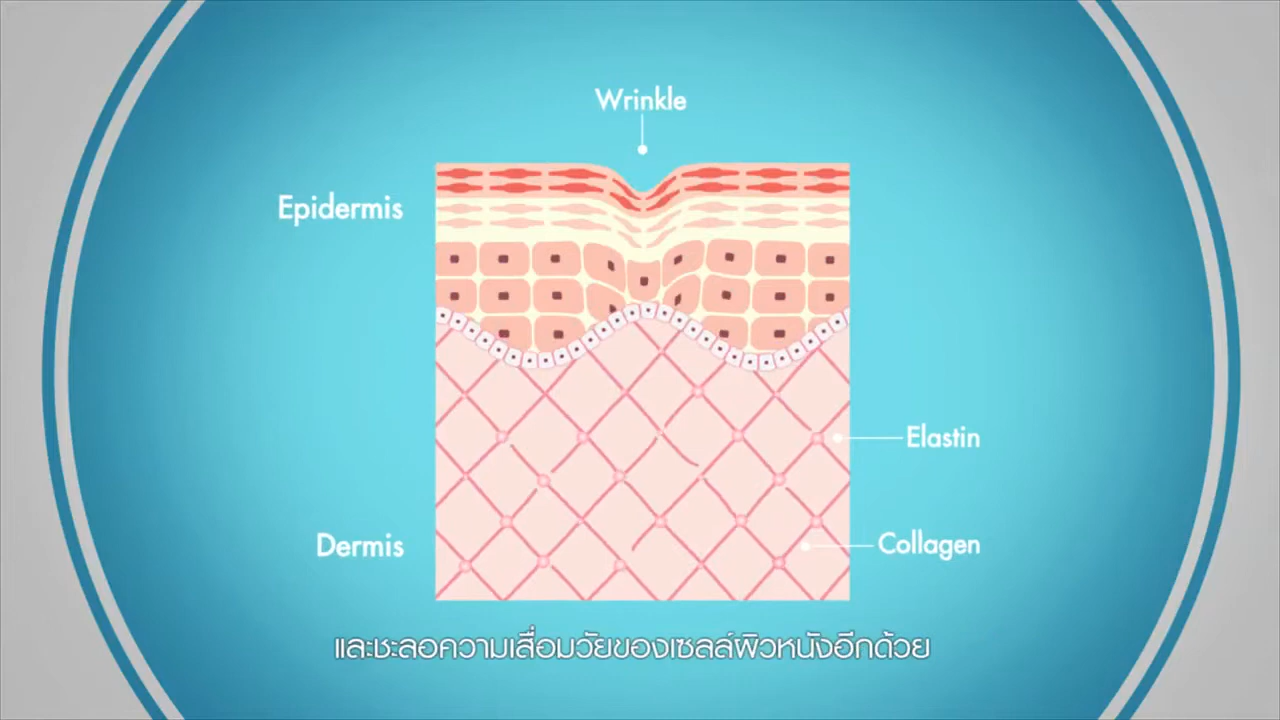 Wrinkle
Epidermis
Elastin
Dermis
Collagen
และชะลอความเสื่อมวัยของเซลล์ผิวหนังอีกด้วย